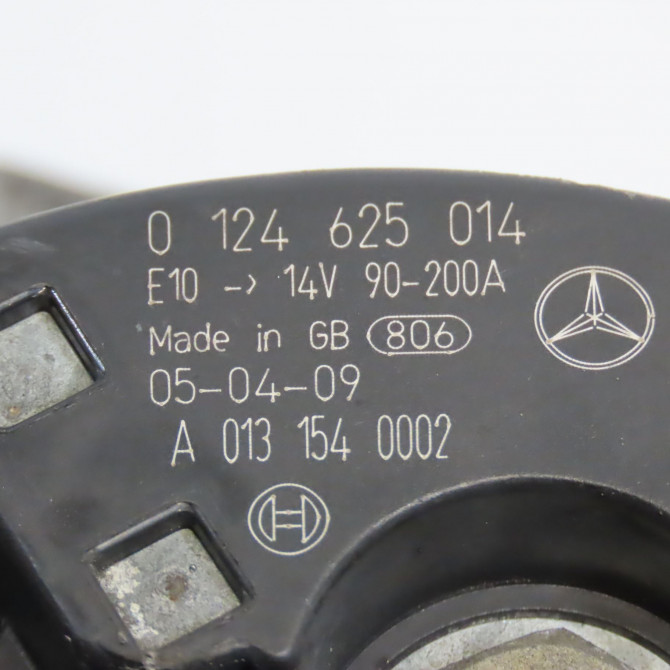 0 124 625 014
E10 -> 14V 90-200A
Made in GB 806
05-04-09
A 013 154 0002